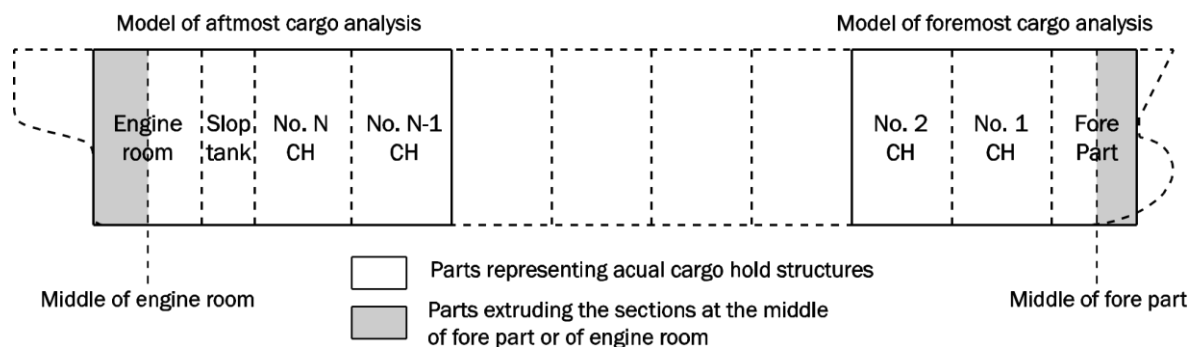 Model of aftmost cargo analysis
Model of foremost cargo analysis
Engine
room
Slop
tank
No. N
CH
No. N-1
CH
No. 2
CH
No. 1
CH
Fore
Part
Middle of engine room
Parts representing acual cargo hold structures
Parts extruding the sections at the middle
of fore part or of engine room
Middle of fore part